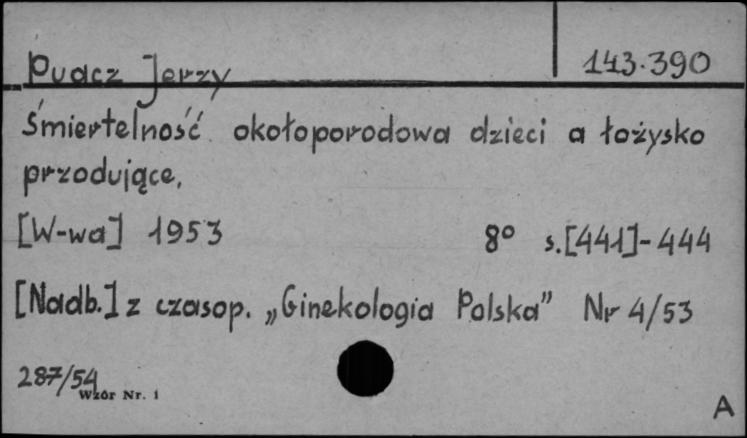 Puacz Jerzy 143.390
Śmiertelność okołoporodowa dzieci a łożysko
przodujące,
[W-wa] 1953 8° s.[441]-444
[Nadb.] z czasop. „Ginekologia Polska” Nr 4/53
287/54
Wzór Nr. 1
A